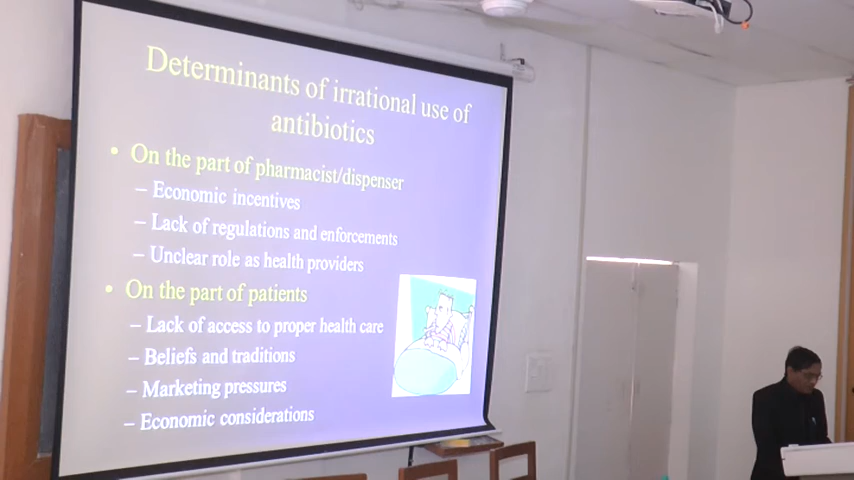 Determinants of irrational use of
antibiotics
• On the part of pharmacist/dispenser
– Economic incentives
– Lack of regulations and enforcements
– Unclear role as health providers
• On the part of patients
– Lack of access to proper health care
– Beliefs and traditions
– Marketing pressures
– Economic considerations